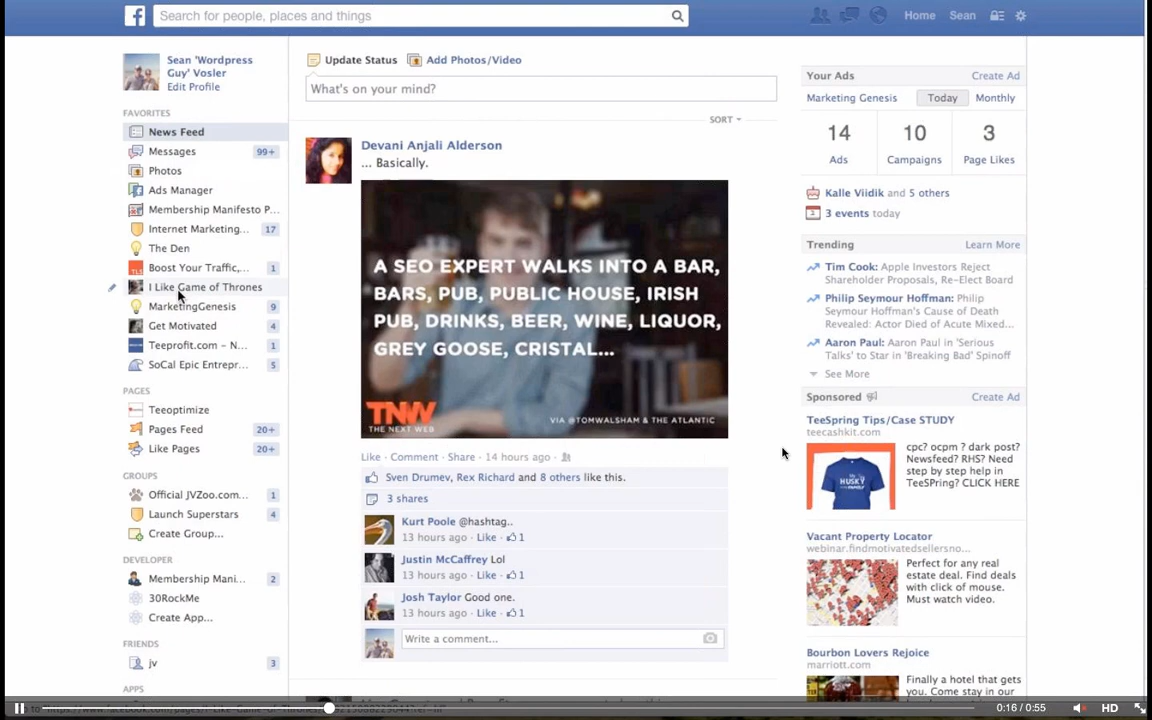 Search for people, places and things
Home
Sean
Sean 'Wordpress
Guy' Vosler
Edit Profile
FAVORITES
News Feed
Messages 99+
Photos
Ads Manager
Membership Manifesto P...
Internet Marketing... 17
The Den
Boost Your Traffic,... 1
I Like Game of Thrones
MarketingGenesis 9
Get Motivated 4
Teeprofit.com - N... 1
SoCal Epic Entrepr... 5
PAGES
Teeoptimize
Pages Feed 20+
Like Pages 20+
GROUPS
Official JVZoo.com... 1
Launch Superstars 4
Create Group...
DEVELOPER
Membership Mani... 2
30RockMe
Create App...
FRIENDS
jv 3
APPS
Update Status
Add Photos/Video
What's on your mind?
SORT
Devani Anjali Alderson
... Basically.
A SEO EXPERT WALKS INTO A BAR,
BARS, PUB, PUBLIC HOUSE, IRISH
PUB, DRINKS, BEER, WINE, LIQUOR,
GREY GOOSE, CRISTAL...
TNW
THE NEXT WEB
VIA @TOMWALSHAM & THE ATLANTIC
Like · Comment · Share · 14 hours ago ·
Sven Drumev, Rex Richard and 8 others like this.
3 shares
Kurt Poole @hashtag..
13 hours ago · Like · 1
Justin McCaffrey Lol
13 hours ago · Like · 1
Josh Taylor Good one.
13 hours ago · Like · 1
Write a comment...
Your Ads
Create Ad
Marketing Genesis
Today
Monthly
14 10 3
Ads Campaigns Page Likes
Kalle Viidik and 5 others
3 events today
Trending
Learn More
Tim Cook: Apple Investors Reject
Shareholder Proposals, Re-Elect Board
Philip Seymour Hoffman: Philip
Seymour Hoffman's Cause of Death
Revealed: Actor Died of Acute Mixed...
Aaron Paul: Aaron Paul in 'Serious
Talks' to Star in 'Breaking Bad' Spinoff
See More
Sponsored
Create Ad
TeeSpring Tips/Case STUDY
teecashkit.com
cpc? ocpm ? dark post?
Newsfeed? RHS? Need
step by step help in
TeeSpring? CLICK HERE
HUSKY
Vacant Property Locator
webinar.findmotivatedsellersno...
Perfect for any real
estate deal. Find deals
with click of mouse.
Must watch video.
Bourbon Lovers Rejoice
marriott.com
Finally a hotel that gets
you. Come stay in our
0:16 / 0:55
HD